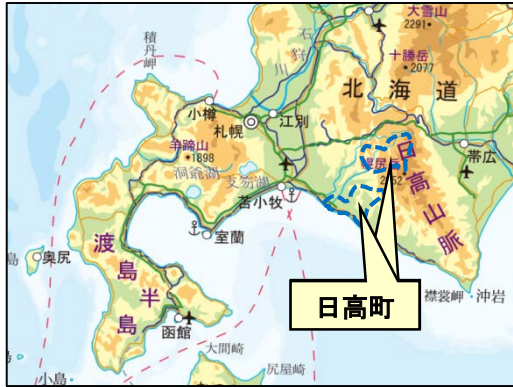 大雪山
2291
積丹岬
石狩川
十勝岳
2077
北海道
小樽
札幌
江別
羊蹄山
1898
幌尻岳
2052
日高山脈
帯広
洞爺湖
支笏湖
苫小牧
室蘭
渡島半島
奥尻
島
日高町
襟裳岬
沖岩
函館
大間崎
尻屋崎
小島